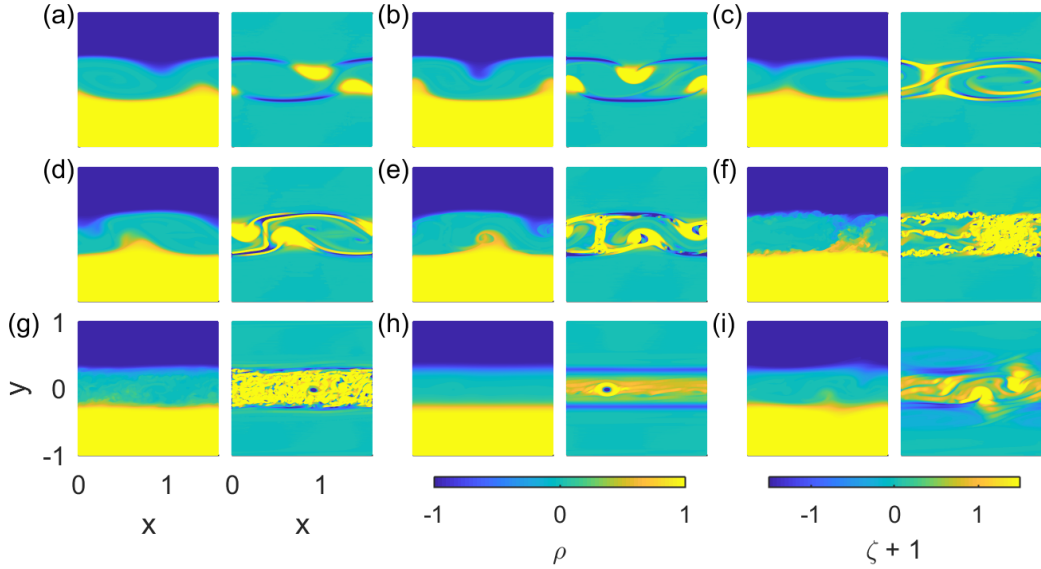 (a) (b) (c)
(d) (e) (f)
(g) (h) (i)
1
y 0
-1
0 1 0 1
x x
-1 0 1
ρ
-1 0 1
ζ + 1